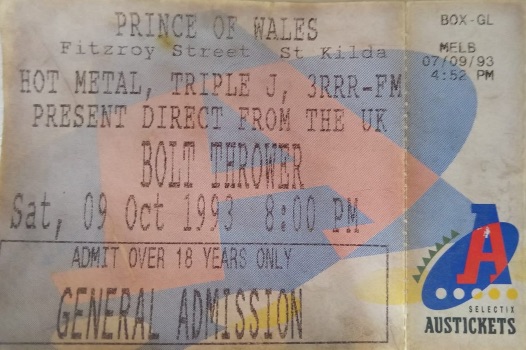 PRINCE OF WALES
Fitzroy Street St Kilda
HOT METAL, TRIPLE J, 3RRR-FM
PRESENT DIRECT FROM THE UK
BOLT THROWER
Sat, 09 Oct 1993 8:00 PM
ADMIT OVER 18 YEARS ONLY
GENERAL ADMISSION
BOX-GL
MELB
07/09/93
4:52 PM
A
SELECTIX
AUSTICKETS